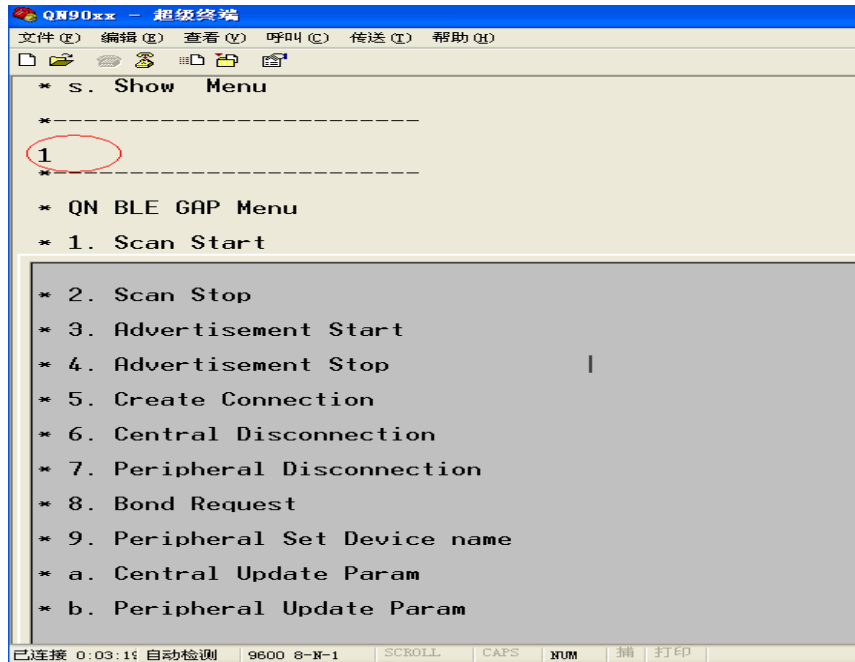 QN90xx - 超级终端
文件(F) 编辑(E) 查看(V) 呼叫(C) 传送(T) 帮助(H)
* s. Show Menu
*------------------------
1
*------------------------
* QN BLE GAP Menu
* 1. Scan Start
* 2. Scan Stop
* 3. Advertisement Start
* 4. Advertisement Stop
* 5. Create Connection
* 6. Central Disconnection
* 7. Peripheral Disconnection
* 8. Bond Request
* 9. Peripheral Set Device name
* a. Central Update Param
* b. Peripheral Update Param
已连接 0:03:19 自动检测 9600 8-N-1 SCROLL CAPS NUM 捕 打印